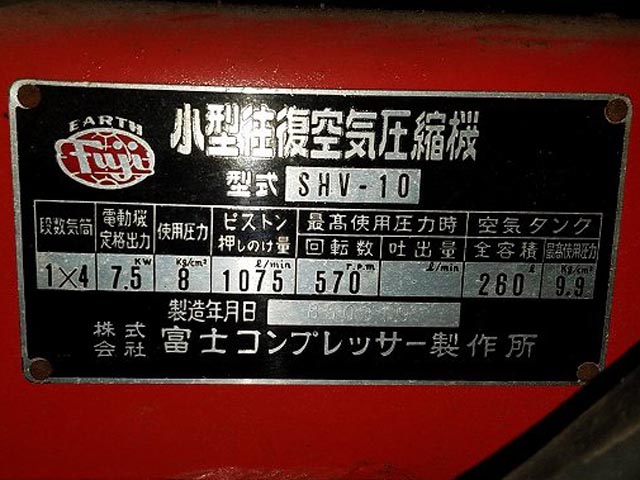 EARTH
Fuji
小型往復空気圧縮機
型式 SHV-10
段数気筒 電動機定格出力 使用圧力 ピストン押しのけ量 最高使用圧力時 空気タンク
回転数 吐出量 全容積 最高使用圧力
1×4 7.5 KW 8 Kg/cm² 1075 ℓ/min 570 r.p.m ℓ/min 260 ℓ 9.9 Kg/cm²
製造年月日
株式会社 富士コンプレッサー製作所